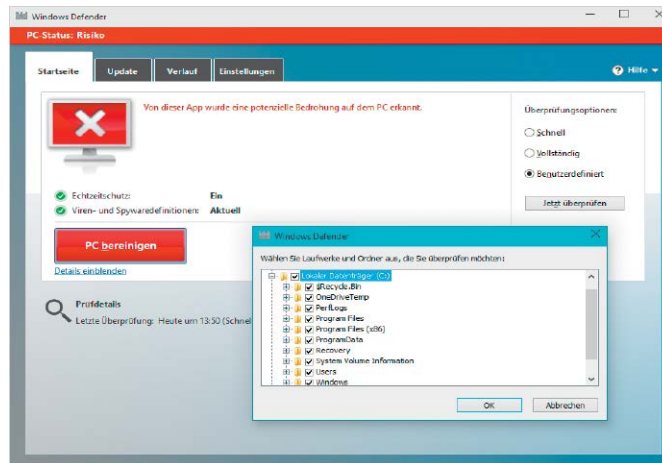 Windows Defender
PC-Status: Risiko
Startseite
Update
Verlauf
Einstellungen
Hilfe
Von dieser App wurde eine potenzielle Bedrohung auf dem PC erkannt.
Überprüfungsoptionen:
Schnell
Vollständig
Benutzerdefiniert
Jetzt überprüfen
Echtzeitschutz: Ein
Viren- und Spywaredefinitionen: Aktuell
PC bereinigen
Details einblenden
Prüfdetails
Letzte Überprüfung: Heute um 13:50 (Schnel
Windows Defender
Wählen Sie Laufwerke und Ordner aus, die Sie überprüfen möchten:
Lokaler Datenträger (C:)
$Recycle.Bin
OneDriveTemp
PerfLogs
Program Files
Program Files (x86)
ProgramData
Recovery
System Volume Information
Users
Windows
OK
Abbrechen